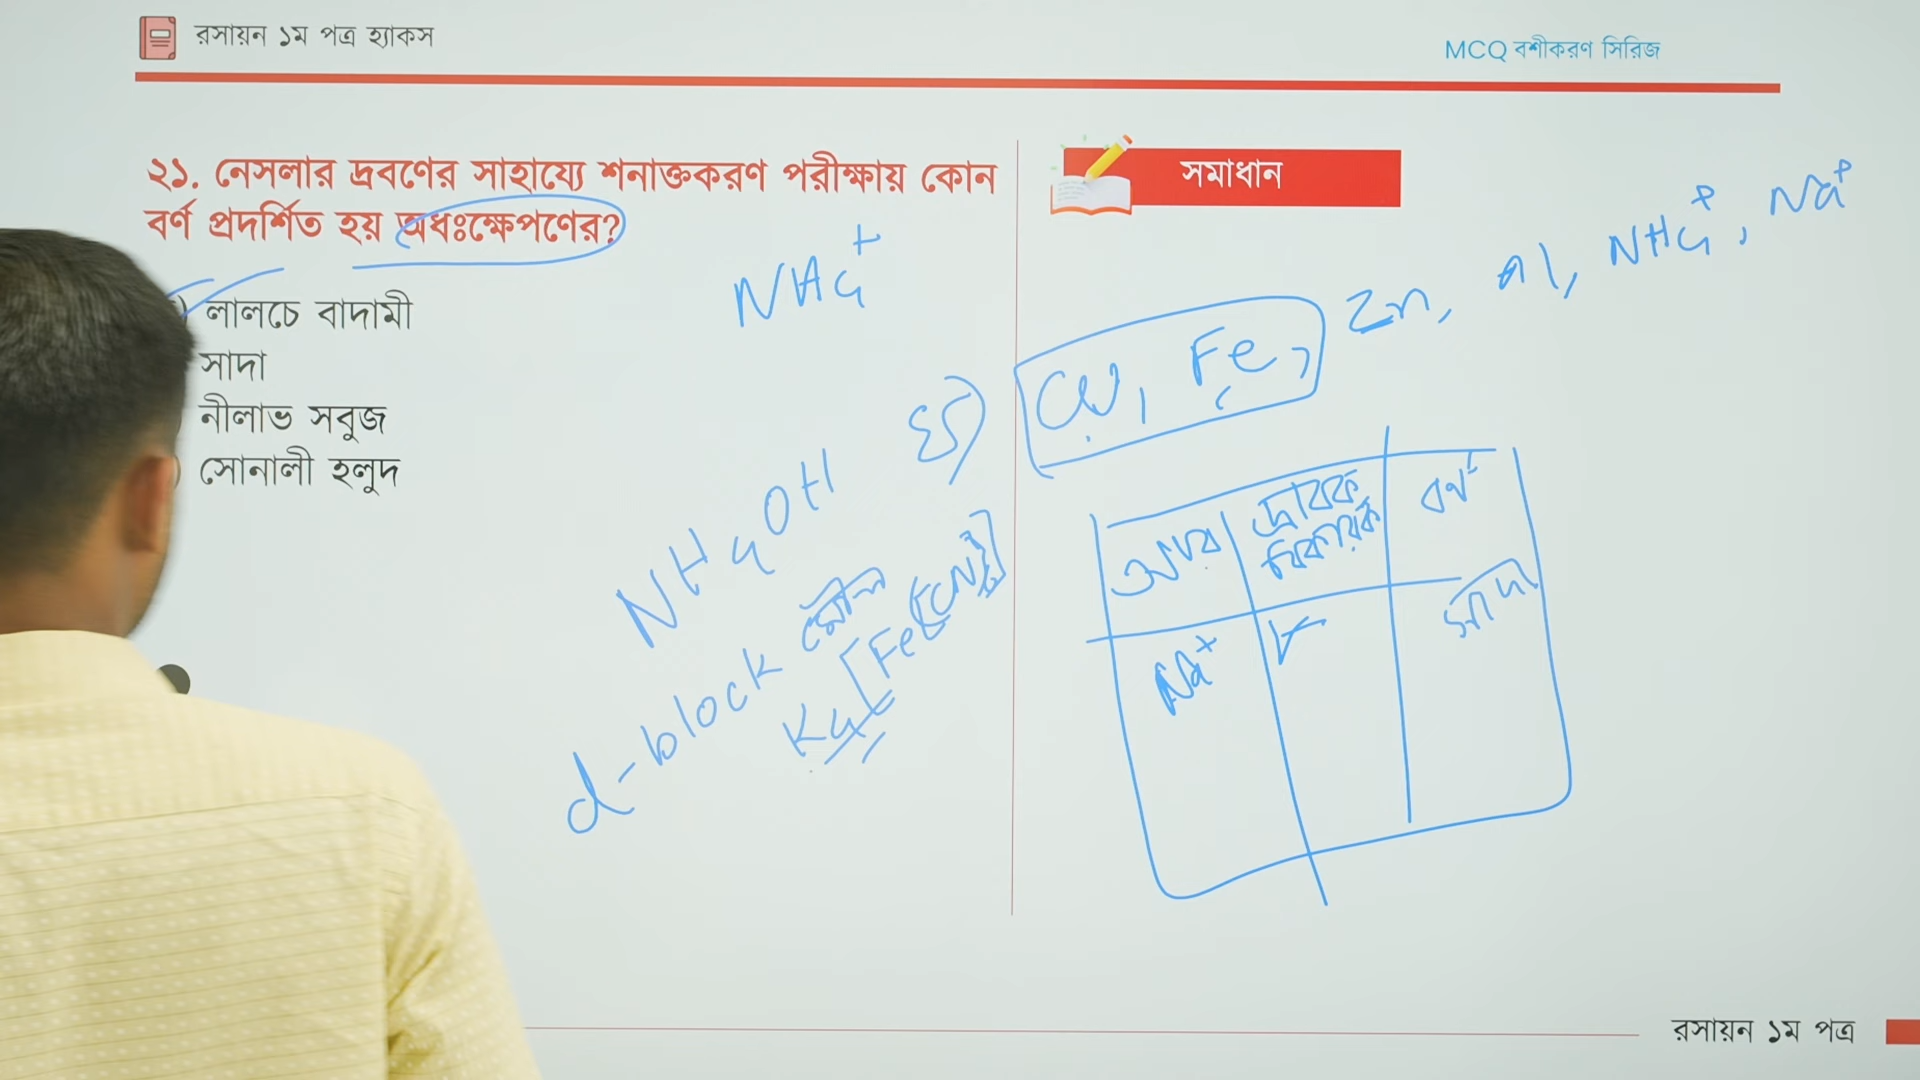 রসায়ন ১ম পত্র হ্যাকস
MCQ বশীকরণ সিরিজ
২১. নেসলার দ্রবণের সাহায্যে শনাক্তকরণ পরীক্ষায় কোন
বর্ণ প্রদর্শিত হয় অধঃক্ষেপণের?
লালচে বাদামী
সাদা
নীলাভ সবুজ
সোনালী হলুদ
NH4+
NH4OH
d-block মৌল
K4[Fe(CN)6]
সমাধান
ঘ) Cu, Fe, Zn, Al, NH4+, Na+
দ্রাবক বর্ণ
বিকারক
Na+ সাদা
রসায়ন ১ম পত্র